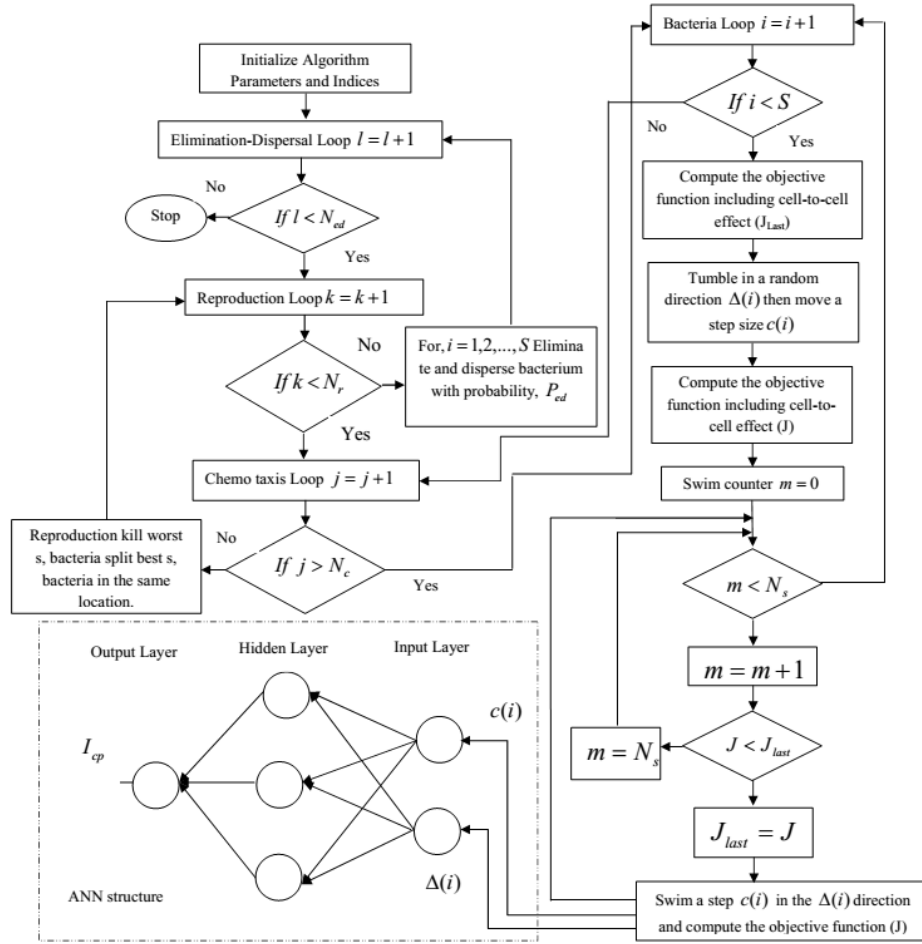 Initialize Algorithm
Parameters and Indices
Elimination-Dispersal Loop l = l+1
No
Stop
If l < N_ed
Yes
Reproduction Loop k = k+1
No
If k < N_r
For, i = 1,2,...,S Elimina
te and disperse bacterium
with probability, P_ed
Yes
Chemo taxis Loop j = j+1
No
Reproduction kill worst
s, bacteria split best s,
bacteria in the same
location.
If j > N_c
Yes
Bacteria Loop i = i+1
If i < S
No
Yes
Compute the objective
function including cell-to-cell
effect (J_Last)
Tumble in a random
direction Δ(i) then move a
step size c(i)
Compute the objective
function including cell-to-
cell effect (J)
Swim counter m = 0
m < N_s
m = m+1
J < J_last
m = N_s
J_last = J
Swim a step c(i) in the Δ(i) direction
and compute the objective function (J)
Output Layer
Hidden Layer
Input Layer
c(i)
I_cp
Δ(i)
ANN structure